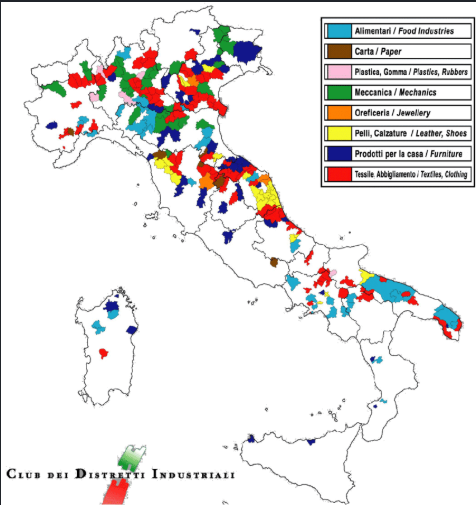 Alimentari / Food Industries
Carta / Paper
Plastica, Gomma / Plastics, Rubbers
Meccanica / Mechanics
Oreficeria / Jewellery
Pelli, Calzature / Leather, Shoes
Prodotti per la casa / Furniture
Tessile. Abbigliamento / Textiles, Clothing
CLUB DEI DISTRETTI INDUSTRIALI